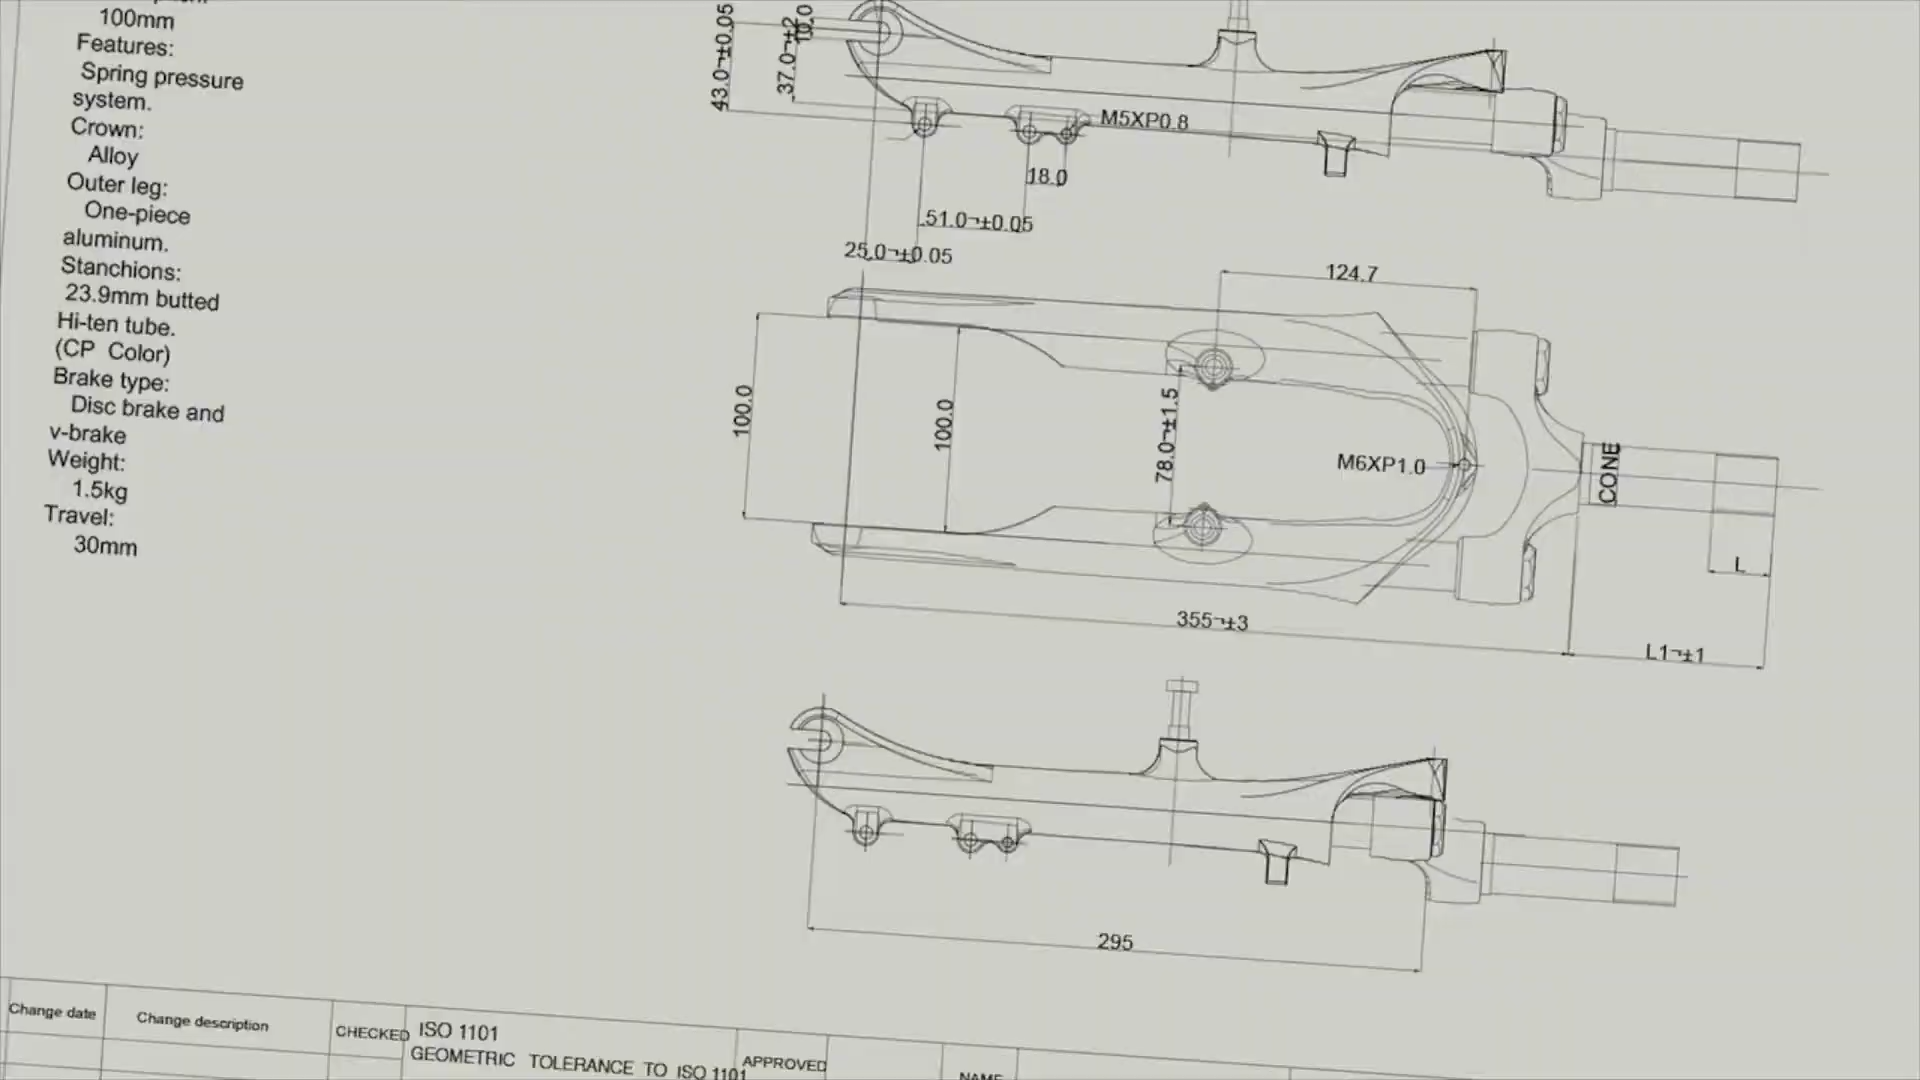 100mm
Features:
Spring pressure
system.
Crown:
Alloy
Outer leg:
One-piece
aluminum.
Stanchions:
23.9mm butted
Hi-ten tube.
(CP Color)
Brake type:
Disc brake and
v-brake
Weight:
1.5kg
Travel:
30mm
43.0¬±0.05
37.0¬±2
10.0
M5XP0.8
18.0
51.0¬±0.05
25.0¬±0.05
124.7
100.0
100.0
78.0¬±1.5
M6XP1.0
CONE
L
355¬±3
L1¬±1
295
Change date
Change description
CHECKED
ISO 1101
GEOMETRIC TOLERANCE TO ISO 1101
APPROVED
NAME